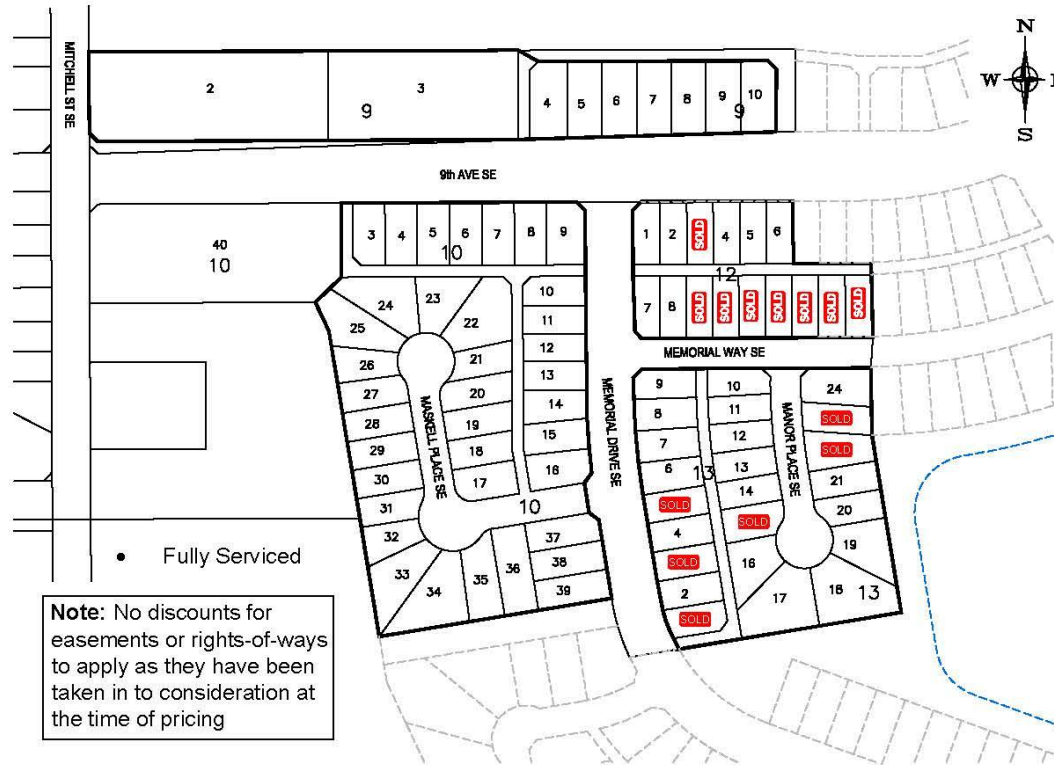 N
W
S
MITCHELL ST SE
2
3
9
4
5
6
7
8
9
10
9
9th AVE SE
40
10
3
4
5
6
7
8
9
10
1
2
SOLD
4
5
6
12
7
8
SOLD
SOLD
SOLD
SOLD
SOLD
SOLD
SOLD
MEMORIAL WAY SE
24
23
22
25
26
21
27
20
28
19
29
18
30
17
31
32
33
34
35
36
MASKELL PLACE SE
10
11
12
13
14
15
16
10
37
38
39
MEMORIAL DRIVE SE
9
8
7
6
SOLD
4
SOLD
2
SOLD
13
10
11
12
13
14
SOLD
16
17
18
13
MANOR PLACE SE
24
SOLD
SOLD
21
20
19
• Fully Serviced
Note: No discounts for
easements or rights-of-ways
to apply as they have been
taken in to consideration at
the time of pricing